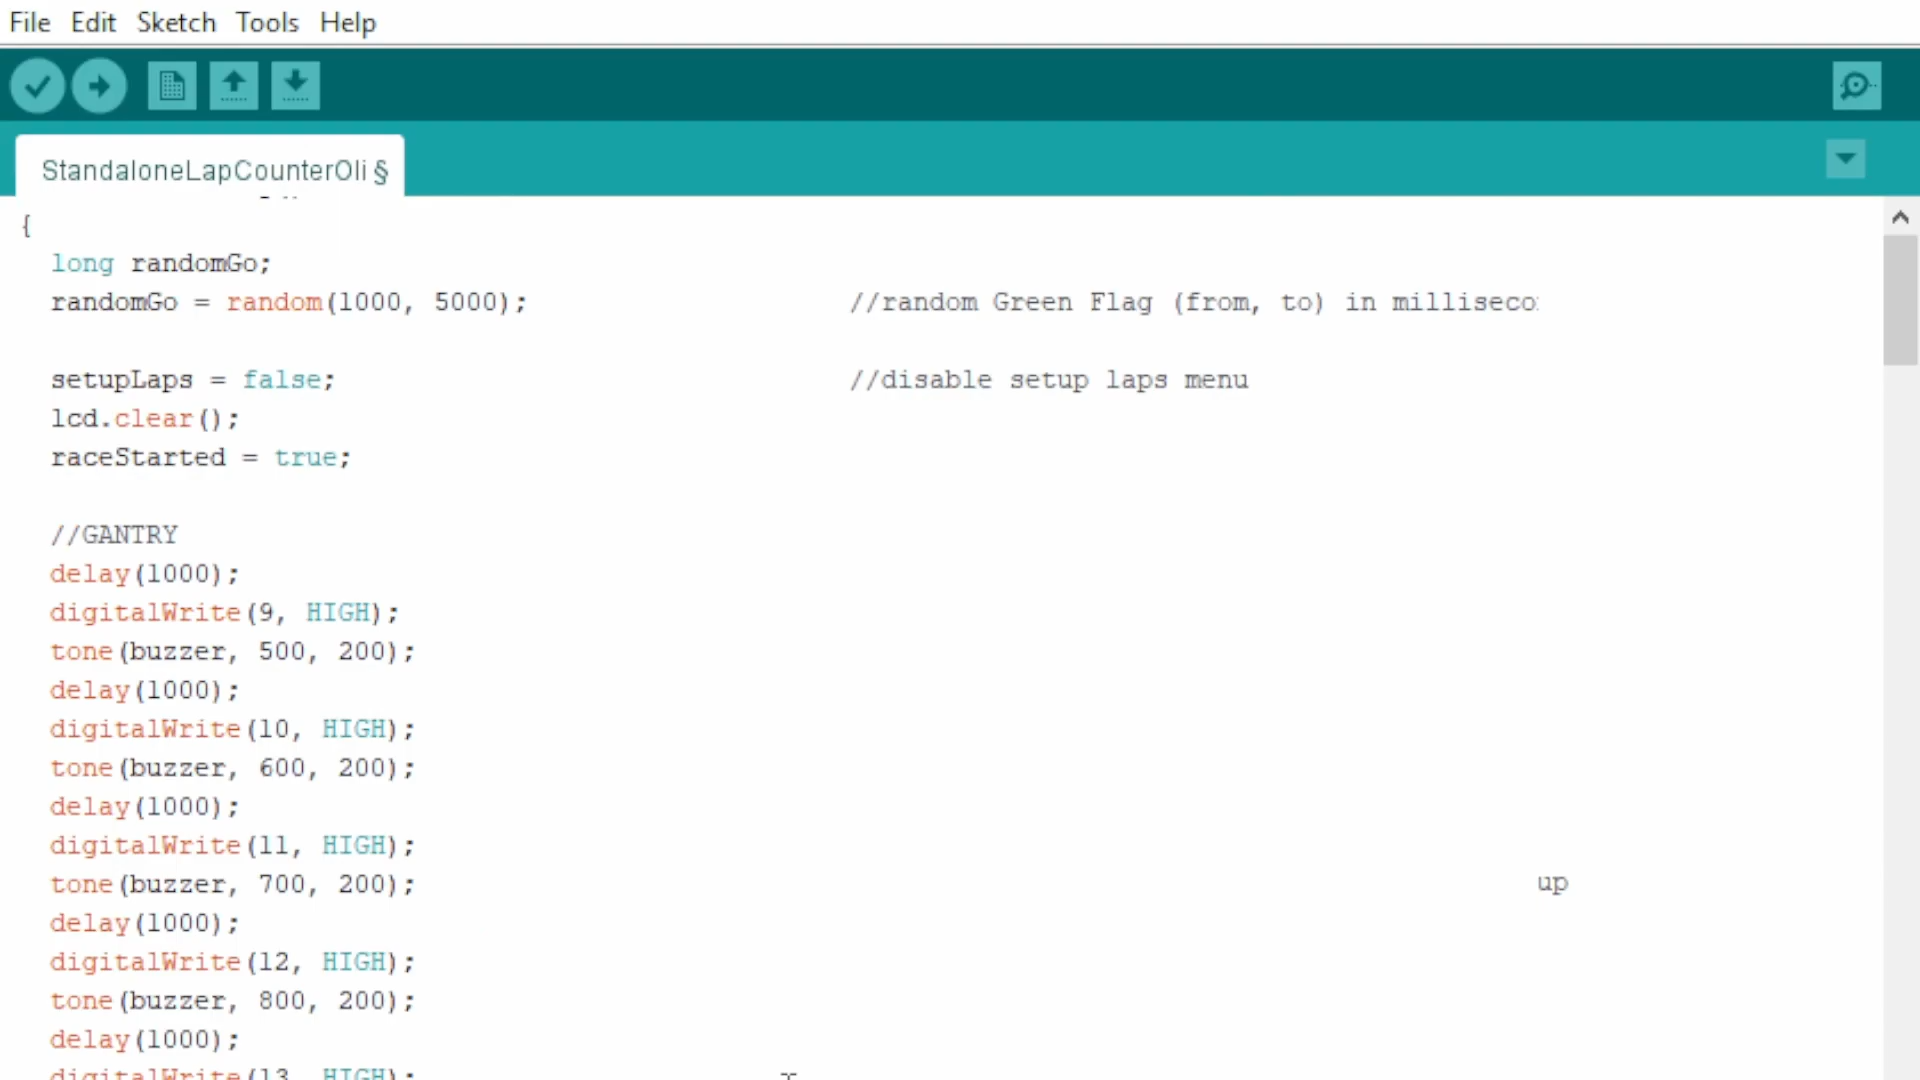 File Edit Sketch Tools Help
StandaloneLapCounterOli §
{
long randomGo;
randomGo = random(1000, 5000); //random Green Flag (from, to) in milliseco
setupLaps = false; //disable setup laps menu
lcd.clear();
raceStarted = true;
//GANTRY
delay(1000);
digitalWrite(9, HIGH);
tone(buzzer, 500, 200);
delay(1000);
digitalWrite(10, HIGH);
tone(buzzer, 600, 200);
delay(1000);
digitalWrite(11, HIGH);
tone(buzzer, 700, 200); up
delay(1000);
digitalWrite(12, HIGH);
tone(buzzer, 800, 200);
delay(1000);
digitalWrite(13, HIGH);